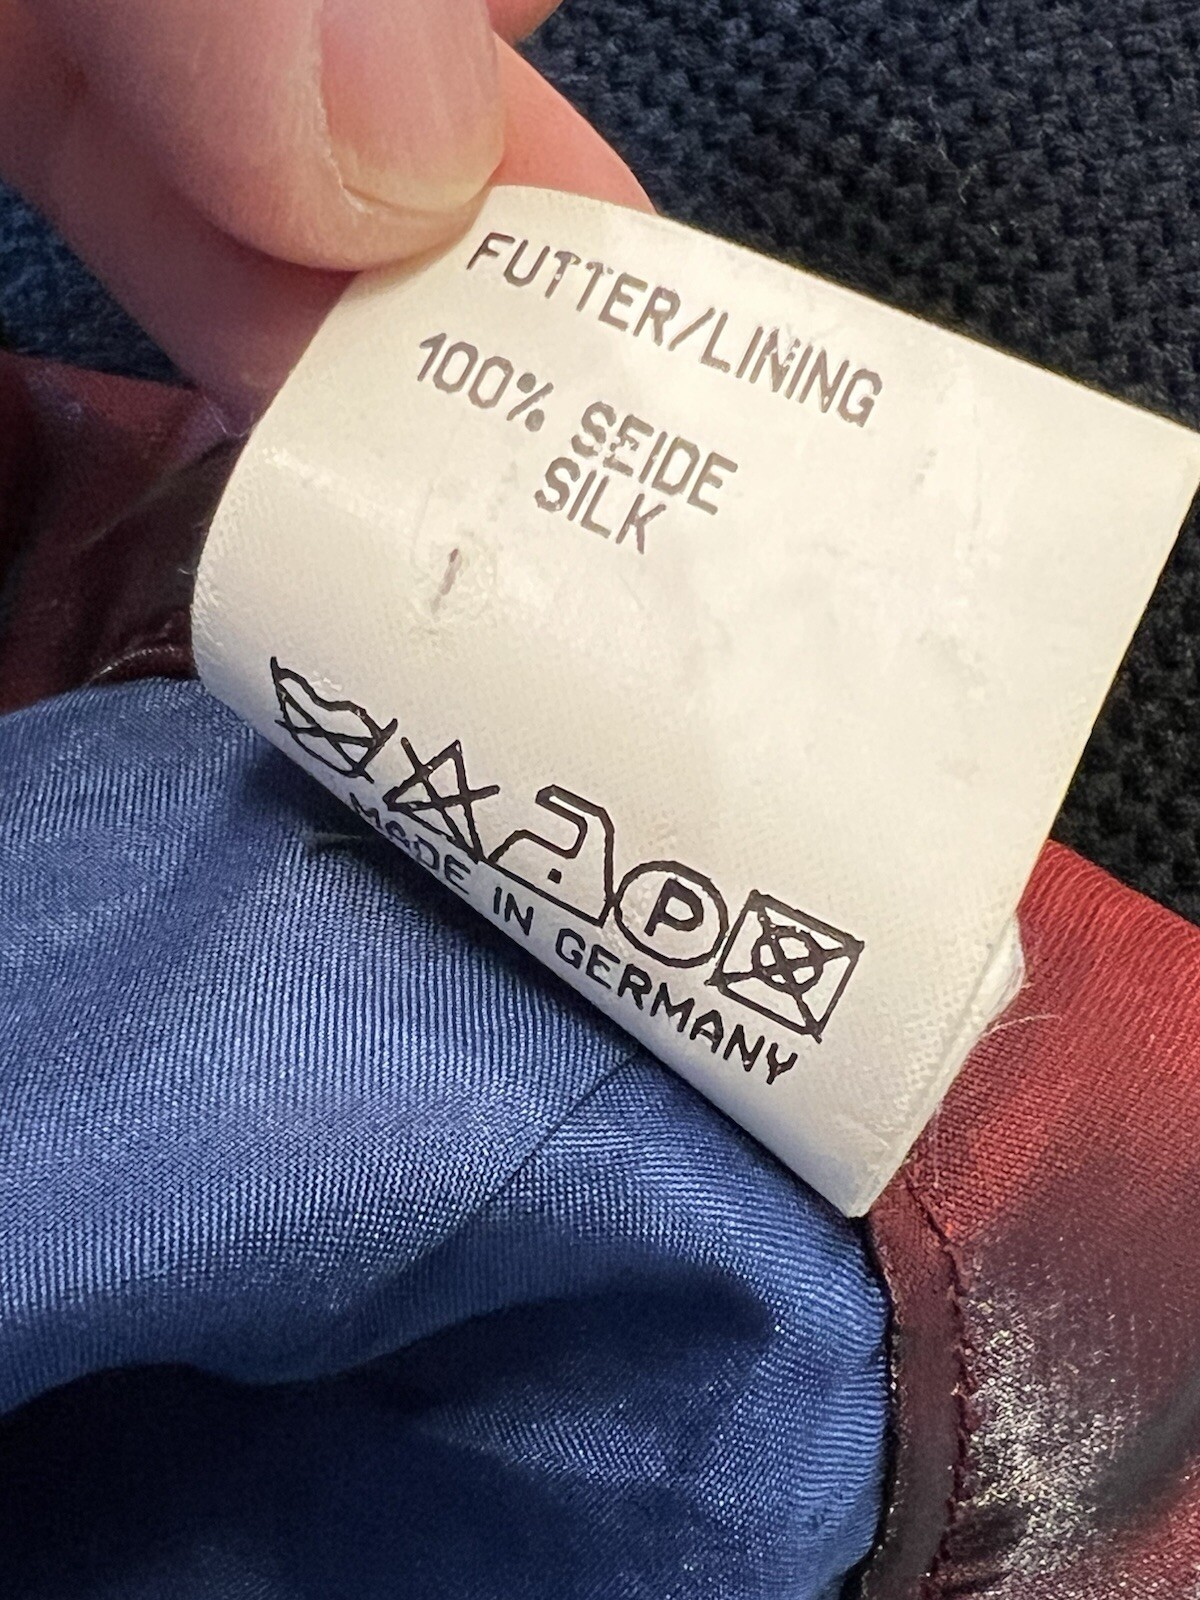 FUTTER/LINING
100% SEIDE
SILK
P
MADE IN GERMANY